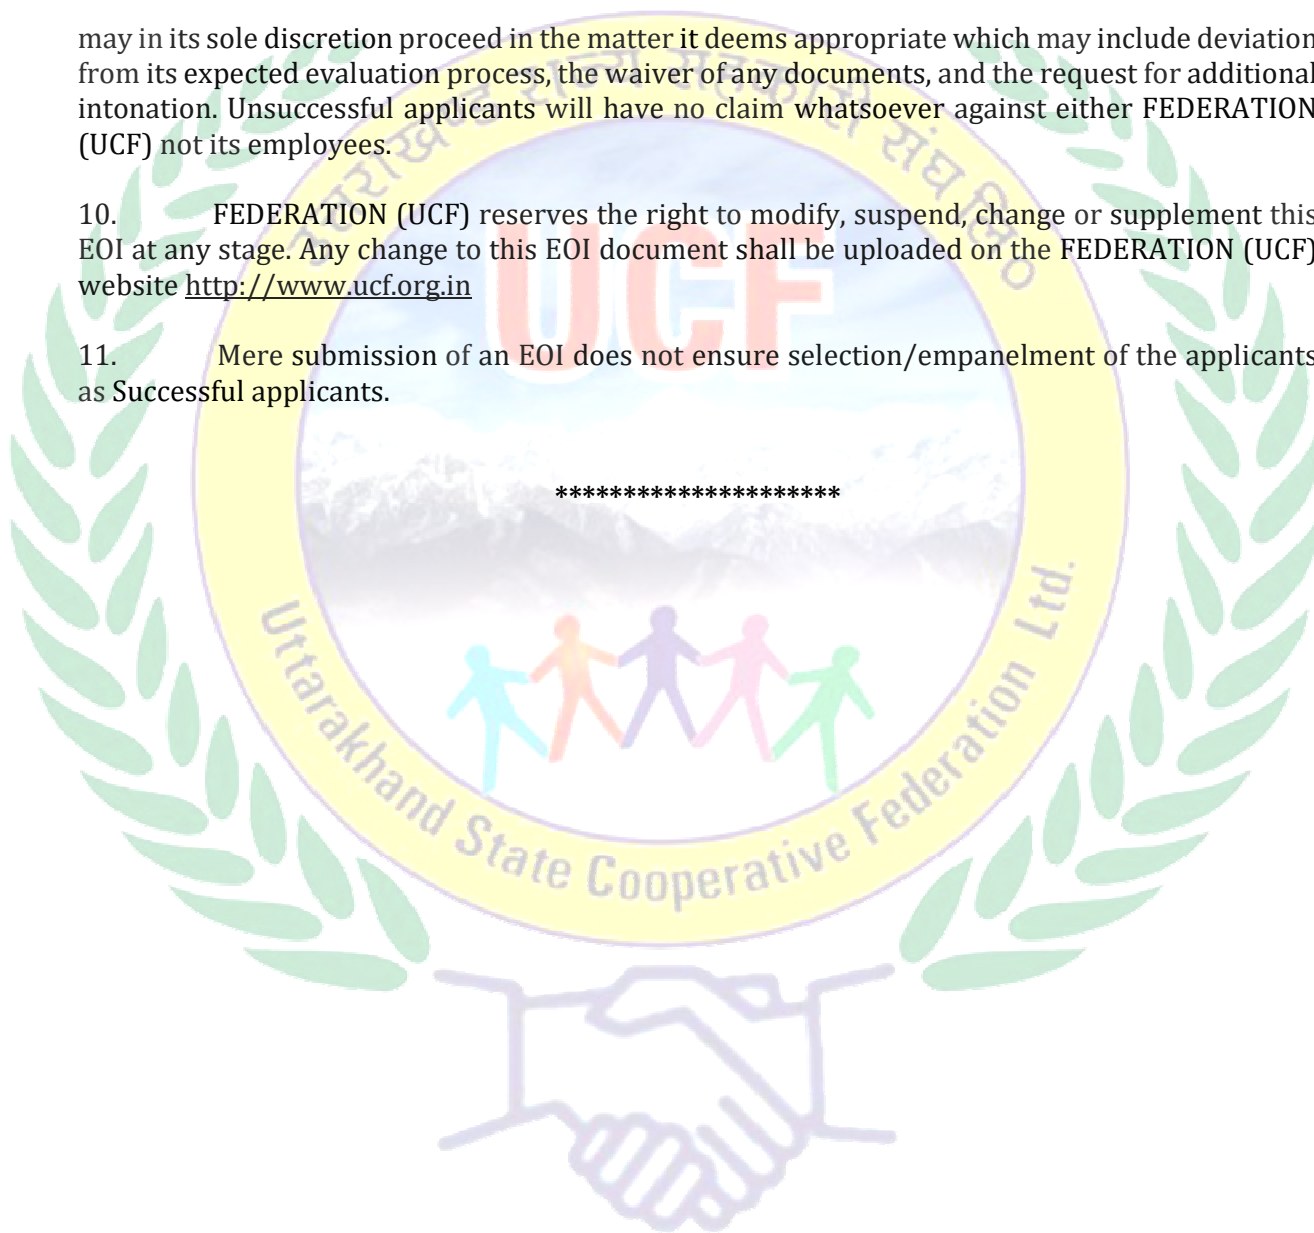 may in its sole discretion proceed in the matter it deems appropriate which may include deviation
from its expected evaluation process, the waiver of any documents, and the request for additional
intonation. Unsuccessful applicants will have no claim whatsoever against either FEDERATION
(UCF) not its employees.
10. FEDERATION (UCF) reserves the right to modify, suspend, change or supplement this
EOI at any stage. Any change to this EOI document shall be uploaded on the FEDERATION (UCF)
website http://www.ucf.org.in
11. Mere submission of an EOI does not ensure selection/empanelment of the applicants
as Successful applicants.
*********************
उत्तराखण्ड राज्य सहकारी संघ लि०
UCF
Uttarakhand State Cooperative Federation Ltd.